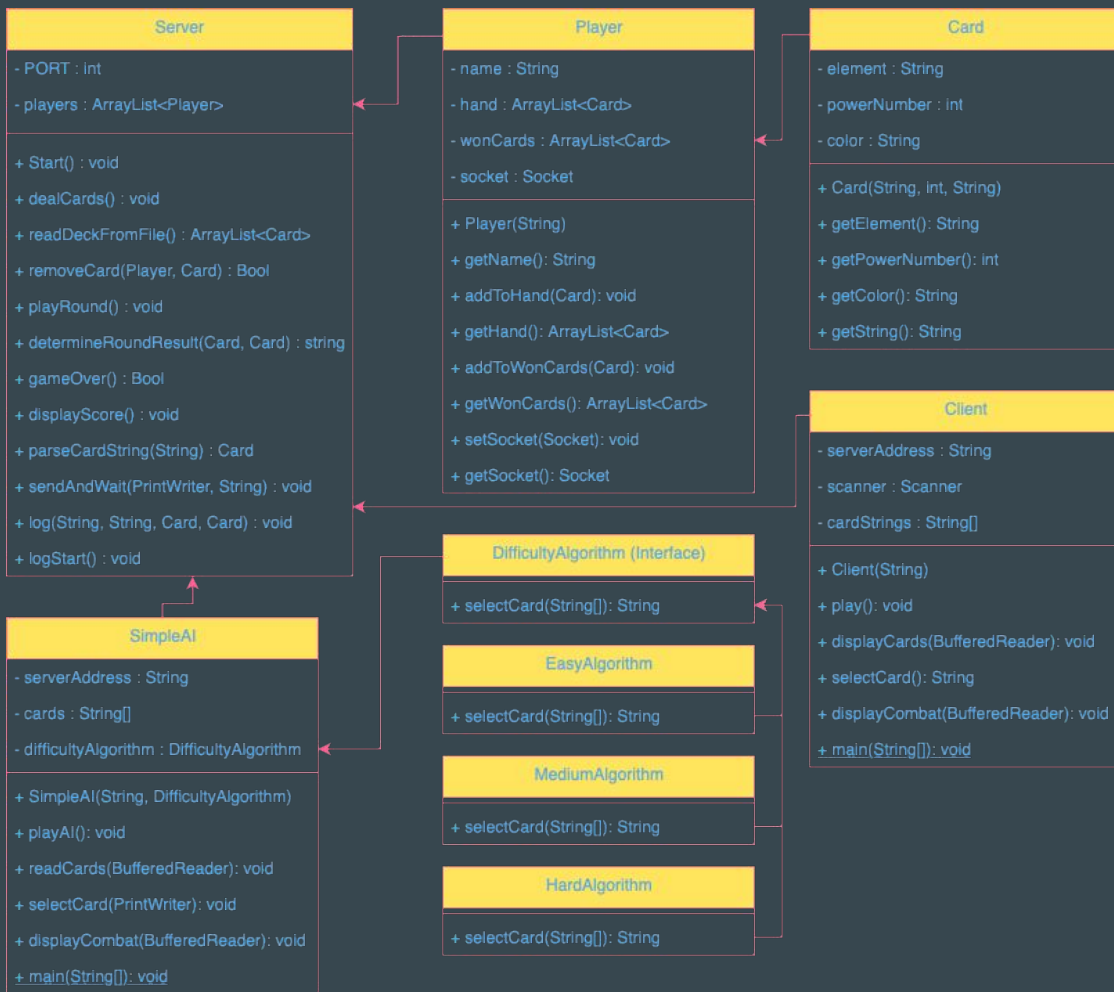 Server
- PORT : int
- players : ArrayList<Player>
+ Start() : void
+ dealCards() : void
+ readDeckFromFile() : ArrayList<Card>
+ removeCard(Player, Card) : Bool
+ playRound() : void
+ determineRoundResult(Card, Card) : string
+ gameOver() : Bool
+ displayScore() : void
+ parseCardString(String) : Card
+ sendAndWait(PrintWriter, String) : void
+ log(String, String, Card, Card) : void
+ logStart() : void
Player
- name : String
- hand : ArrayList<Card>
- wonCards : ArrayList<Card>
- socket : Socket
+ Player(String)
+ getName(): String
+ addToHand(Card): void
+ getHand(): ArrayList<Card>
+ addToWonCards(Card): void
+ getWonCards(): ArrayList<Card>
+ setSocket(Socket): void
+ getSocket(): Socket
Card
- element : String
- powerNumber : int
- color : String
+ Card(String, Int, String)
+ getElement(): String
+ getPowerNumber(): int
+ getColor(): String
+ getString(): String
Client
- serverAddress : String
- scanner : Scanner
- cardStrings : String[]
+ Client(String)
+ play(): void
+ displayCards(BufferedReader): void
+ selectCard(): String
+ displayCombat(BufferedReader): void
+ main(String[]): void
SimpleAI
- serverAddress : String
- cards : String[]
- difficultyAlgorithm : DifficultyAlgorithm
+ SimpleAI(String, DifficultyAlgorithm)
+ playAI(): void
+ readCards(BufferedReader): void
+ selectCard(PrintWriter): void
+ displayCombat(BufferedReader): void
+ main(String[]): void
DifficultyAlgorithm (Interface)
+ selectCard(String[]): String
EasyAlgorithm
+ selectCard(String[]): String
MediumAlgorithm
+ selectCard(String[]): String
HardAlgorithm
+ selectCard(String[]): String